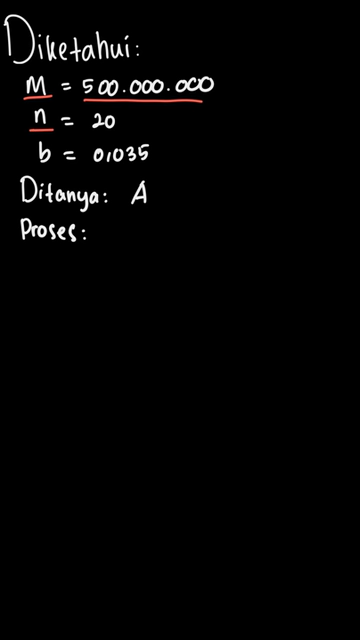 Diketahui:
M = 500.000.000
n = 20
b = 0,035
Ditanya: A
Proses: